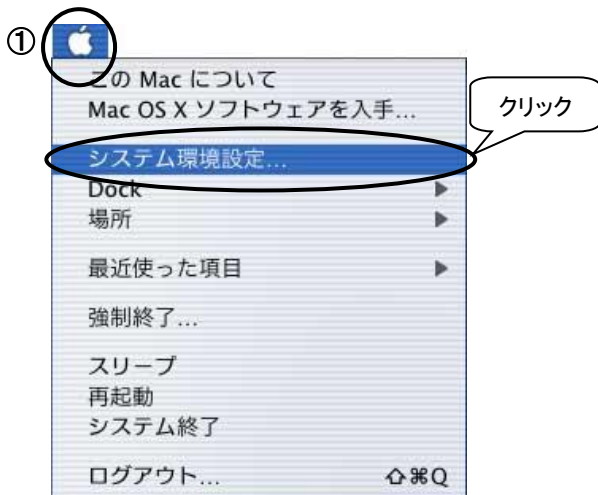 ①
この Mac について
Mac OS X ソフトウェアを入手...
クリック
システム環境設定...
Dock
場所
最近使った項目
強制終了...
スリープ
再起動
システム終了
ログアウト... ⇧⌘Q